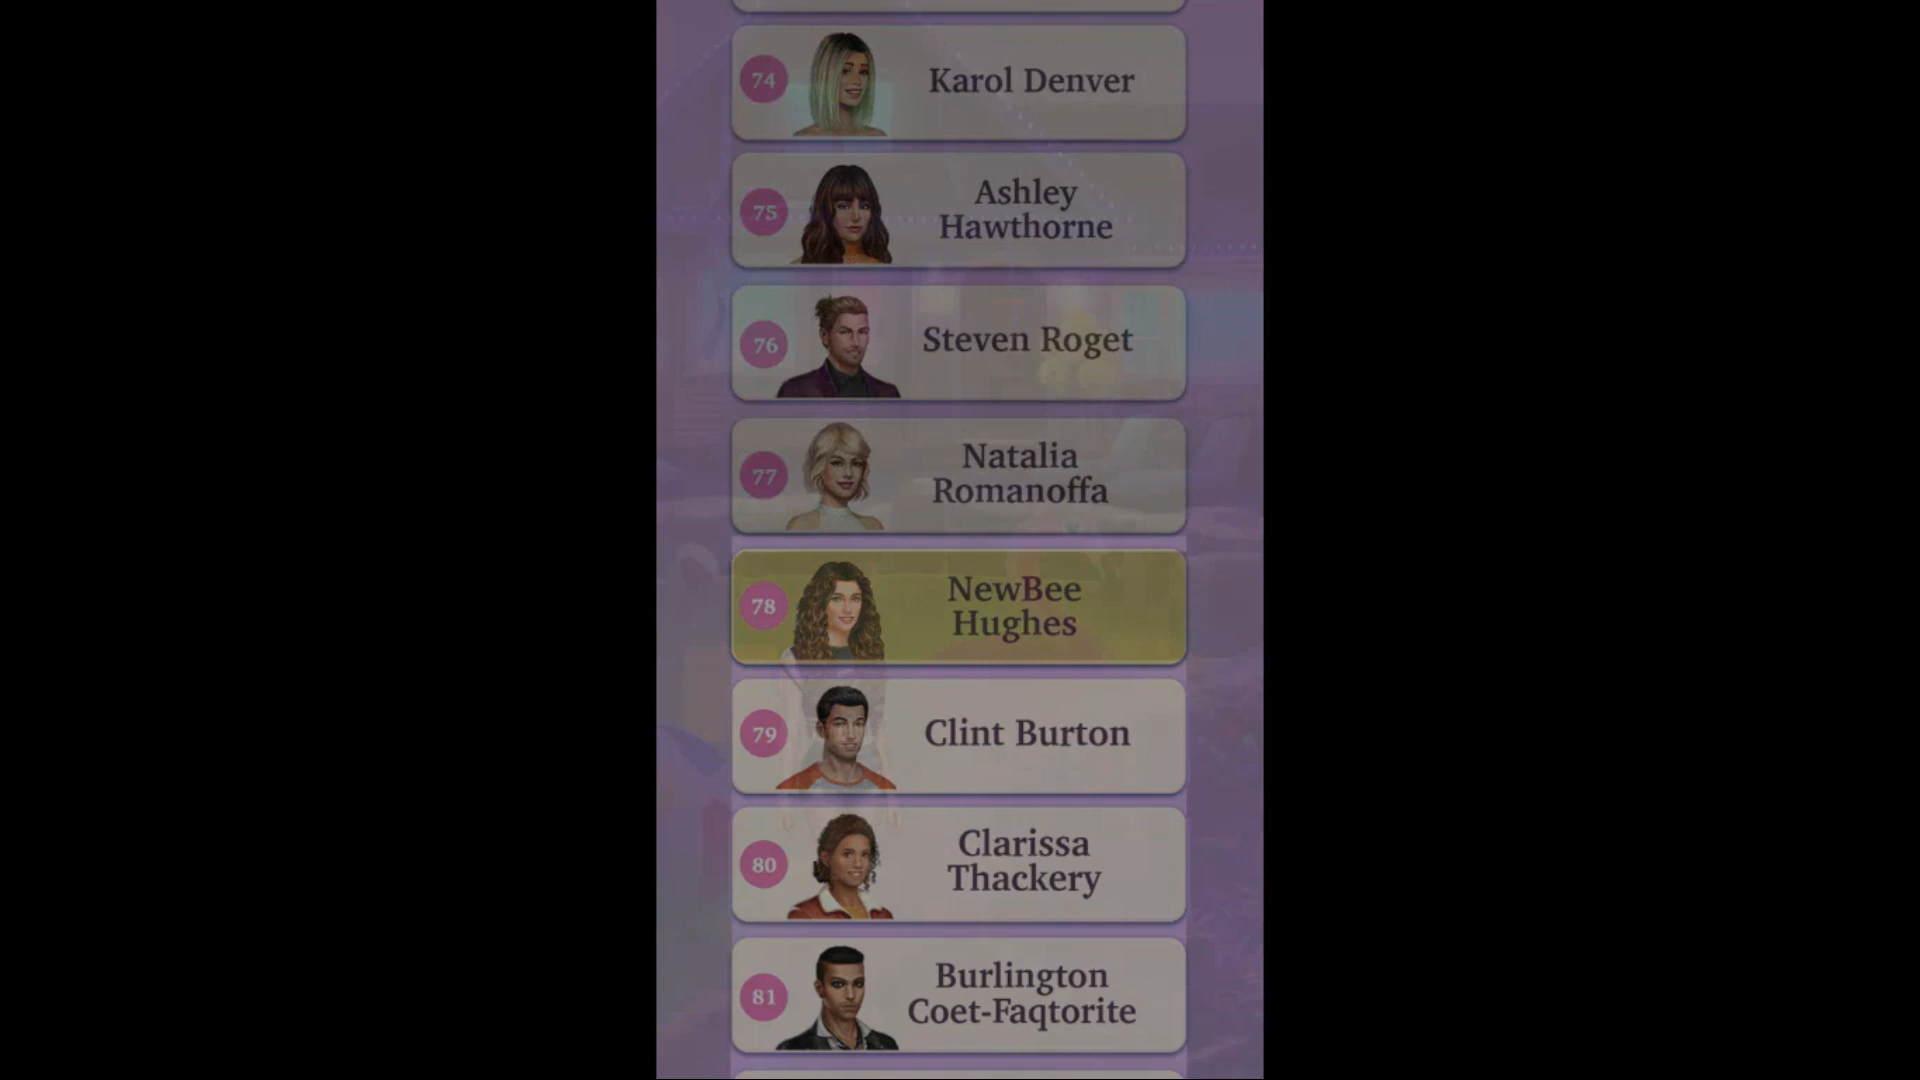 74
Karol Denver
75
Ashley
Hawthorne
76
Steven Roget
77
Natalia
Romanoffa
78
NewBee
Hughes
79
Clint Burton
80
Clarissa
Thackery
81
Burlington
Coet-Faqtorite